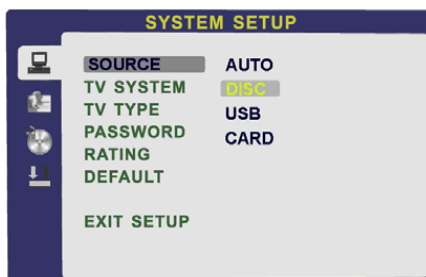 SYSTEM SETUP
SOURCE AUTO
TV SYSTEM DISC
TV TYPE USB
PASSWORD CARD
RATING
DEFAULT
EXIT SETUP